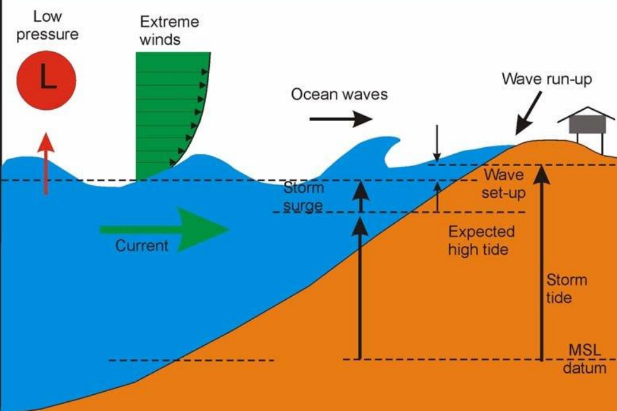 Low
pressure
L
Extreme
winds
Ocean waves
Wave run-up
Storm
surge
Wave
set-up
Current
Expected
high tide
Storm
tide
MSL
datum